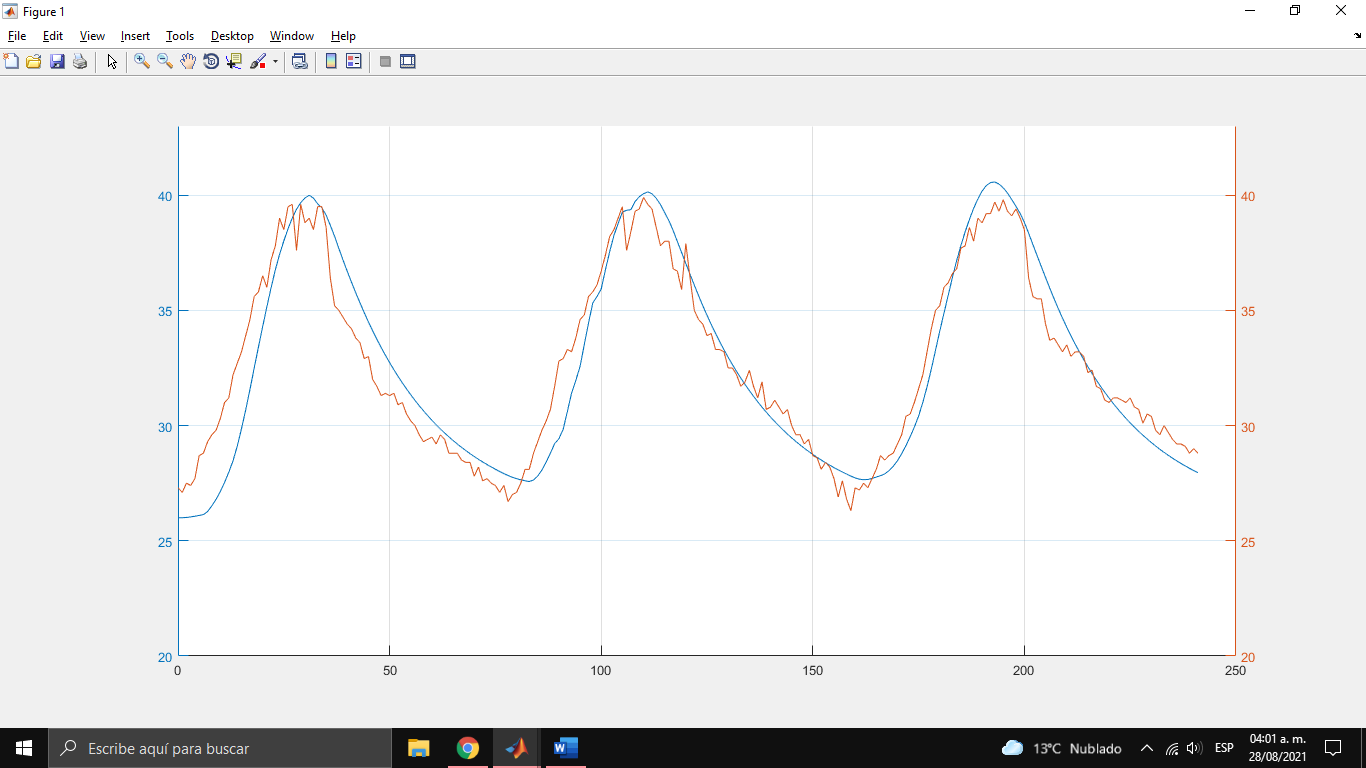 Figure 1
File Edit View Insert Tools Desktop Window Help
40 40
35 35
30 30
25 25
20 20
0 50 100 150 200 250
Escribe aquí para buscar
13°C Nublado
ESP
04:01 a. m.
28/08/2021